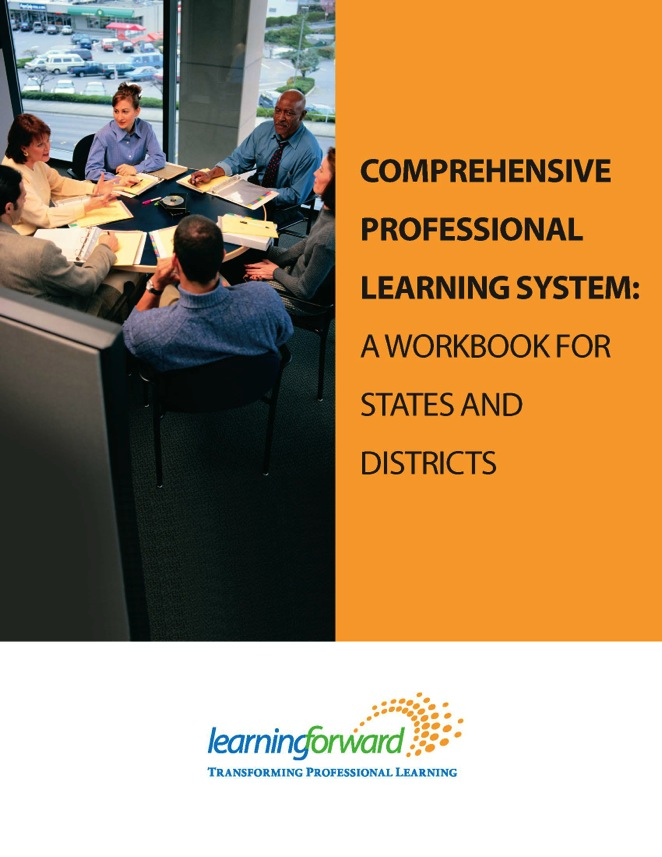 COMPREHENSIVE
PROFESSIONAL
LEARNING SYSTEM:
A WORKBOOK FOR
STATES AND
DISTRICTS
learningforward
TRANSFORMING PROFESSIONAL LEARNING